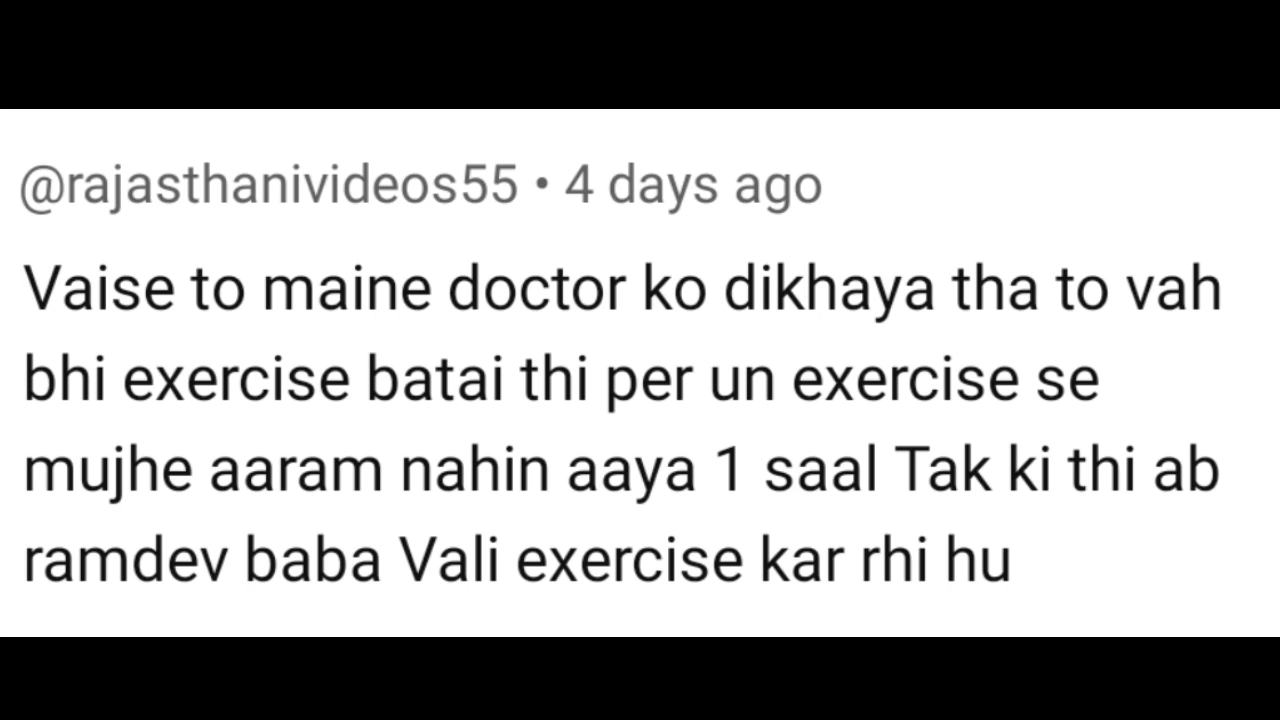 @rajasthanivideos55 • 4 days ago
Vaise to maine doctor ko dikhaya tha to vah
bhi exercise batai thi per un exercise se
mujhe aaram nahin aaya 1 saal Tak ki thi ab
ramdev baba Vali exercise kar rhi hu